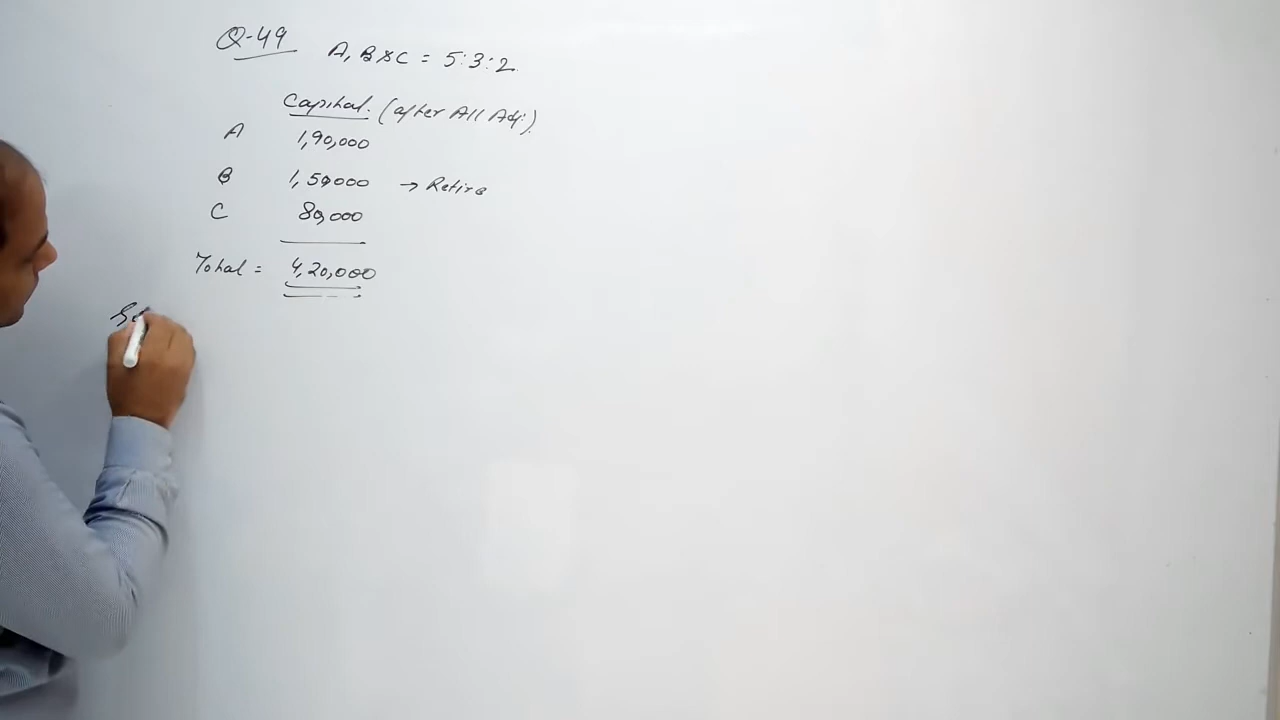 Q-49
A, B & C = 5:3:2
Capital. (after All Adj.)
A 1,90,000
B 1,50,000 → Retire
C 80,000
Total = 4,20,000